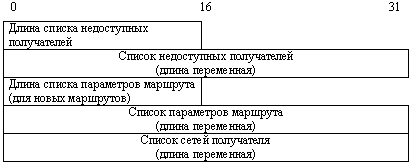 0 16 31
Длина списка недоступных
получателей
Список недоступных получателей
(длина переменная)
Длина списка параметров маршрута
(для новых маршрутов)
Список параметров маршрута
(длина переменная)
Список сетей получателя
(длина переменная)